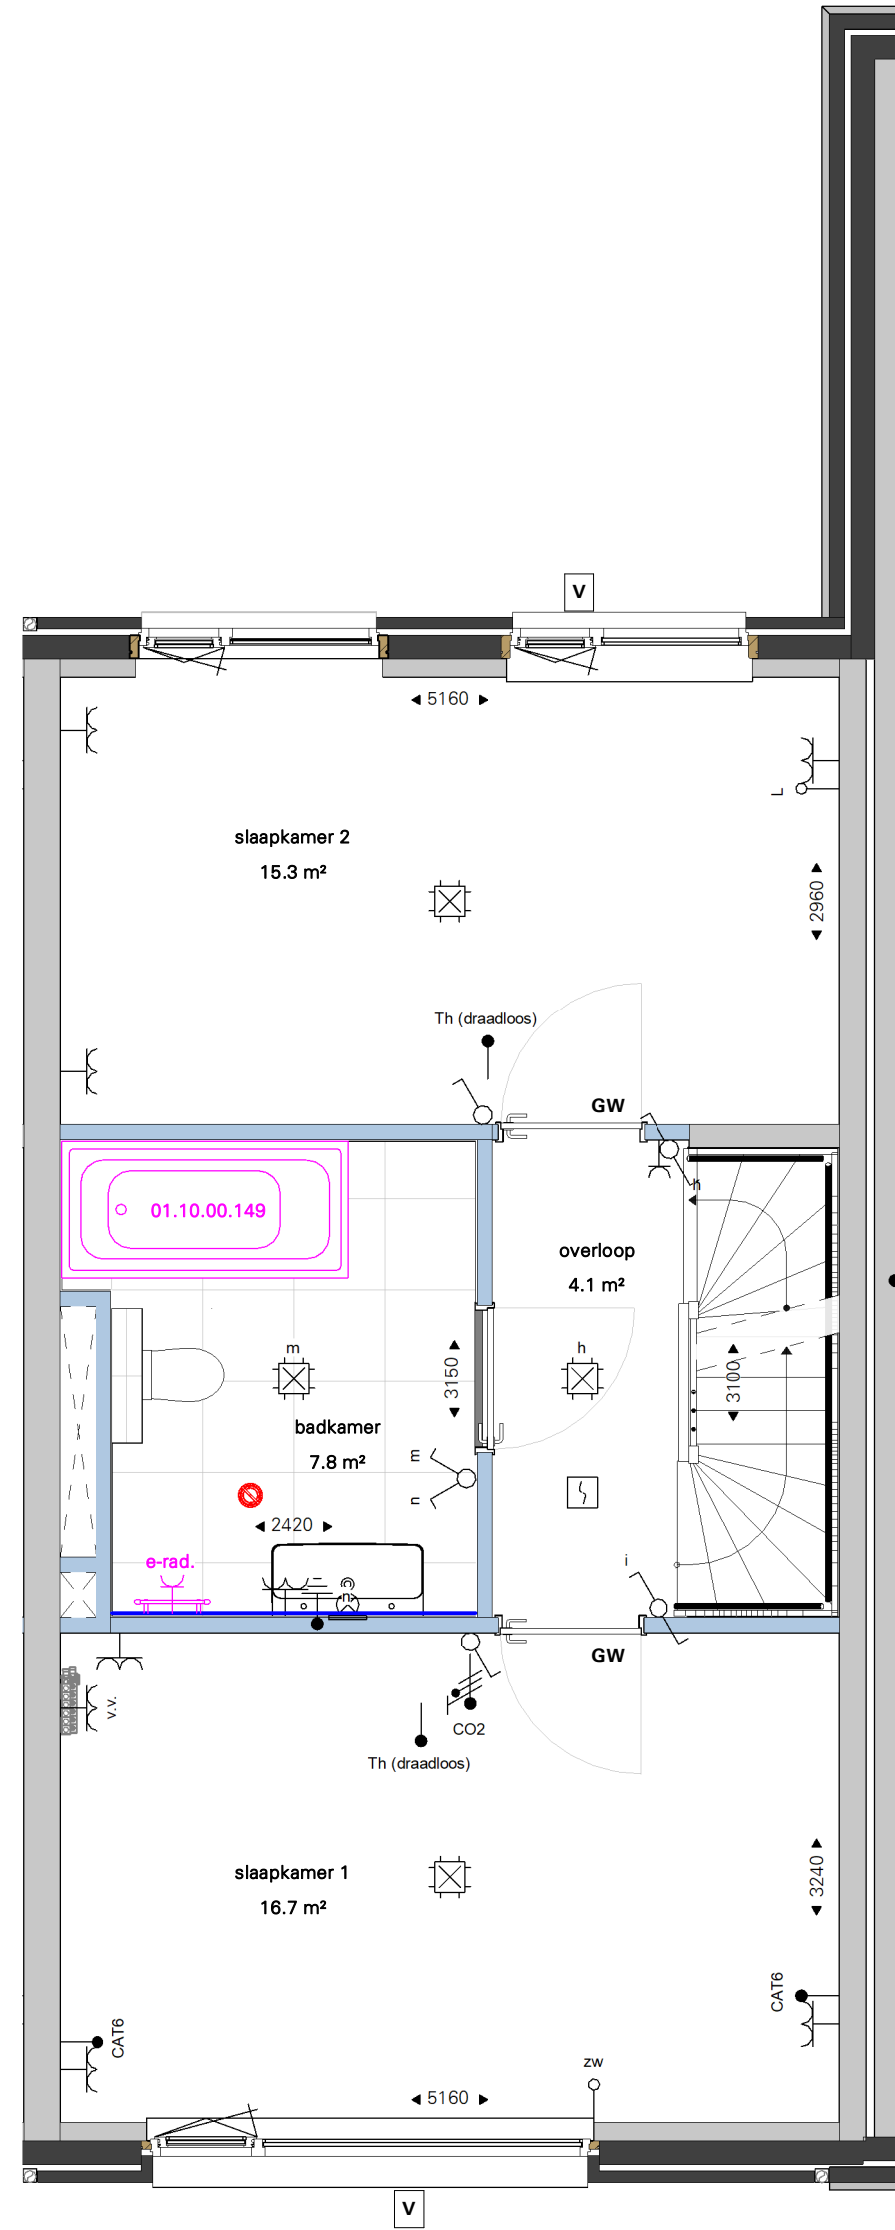 V
5160
L
slaapkamer 2
15.3 m²
2960
Th (draadloos)
GW
h
01.10.00.149
overloop
4.1 m²
m
h
3150
3100
badkamer
7.8 m²
m
n
2420
e-rad.
n
i
GW
v.v.
CO2
Th (draadloos)
slaapkamer 1
16.7 m²
3240
CAT6
CAT6
zw
5160
V